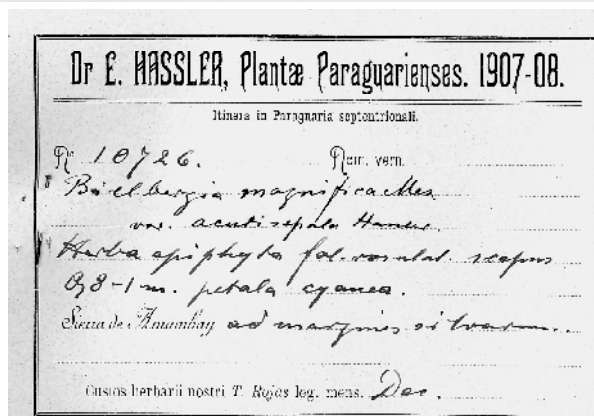 Dr E. HASSLER, Plantæ Paraguarienses. 1907-08.
Itinera in Paraguaria septentrionali.
No 10726. Nom. vern.
Billbergia magnifica Mez
var. acutisepala Hassler
Herba epiphyta fol. rosulat. scapus
0,8-1 m. petala cyanea.
Sierra de Amambay ad margines silvarum.
Custos herbarii nostri T. Rojas leg. mens. Dec.